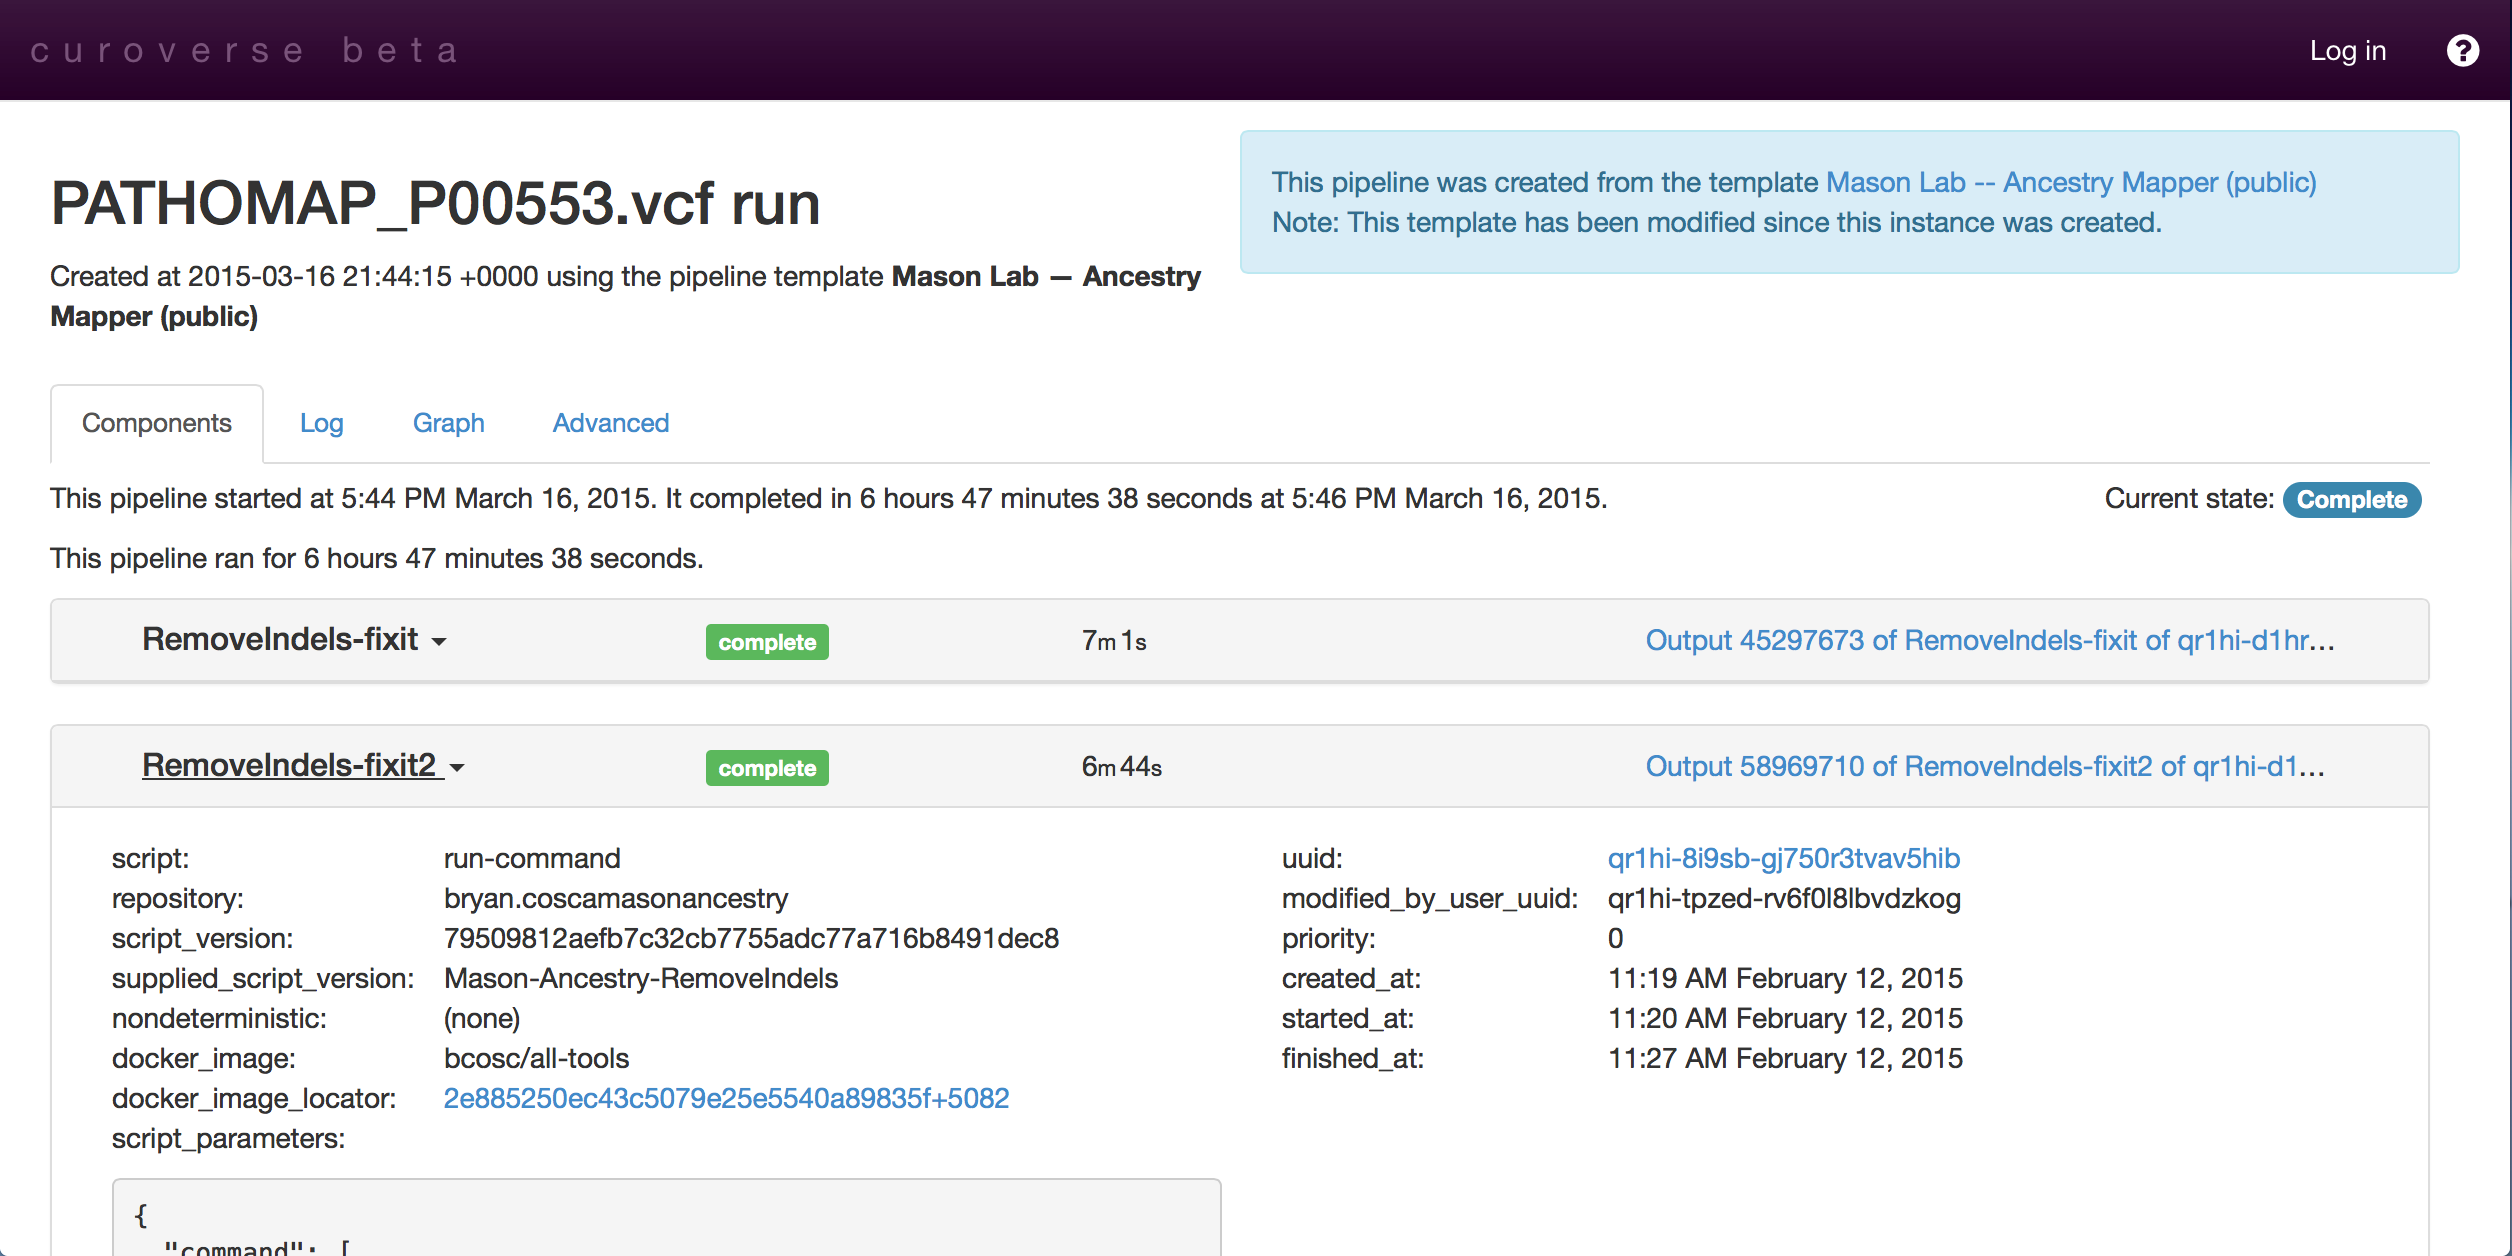 curoverse beta
Log in
?
PATHOMAP_P00553.vcf run
Created at 2015-03-16 21:44:15 +0000 using the pipeline template Mason Lab — Ancestry
Mapper (public)
This pipeline was created from the template Mason Lab -- Ancestry Mapper (public)
Note: This template has been modified since this instance was created.
Components Log Graph Advanced
This pipeline started at 5:44 PM March 16, 2015. It completed in 6 hours 47 minutes 38 seconds at 5:46 PM March 16, 2015.
Current state: Complete
This pipeline ran for 6 hours 47 minutes 38 seconds.
RemoveIndels-fixit complete 7m 1s Output 45297673 of RemoveIndels-fixit of qr1hi-d1hr...
RemoveIndels-fixit2 complete 6m 44s Output 58969710 of RemoveIndels-fixit2 of qr1hi-d1...
script: run-command
repository: bryan.coscamasonancestry
script_version: 79509812aefb7c32cb7755adc77a716b8491dec8
supplied_script_version: Mason-Ancestry-RemoveIndels
nondeterministic: (none)
docker_image: bcosc/all-tools
docker_image_locator: 2e885250ec43c5079e25e5540a89835f+5082
script_parameters:
uuid: qr1hi-8i9sb-gj750r3tvav5hib
modified_by_user_uuid: qr1hi-tpzed-rv6f0l8lbvdzkog
priority: 0
created_at: 11:19 AM February 12, 2015
started_at: 11:20 AM February 12, 2015
finished_at: 11:27 AM February 12, 2015
{
"command": [